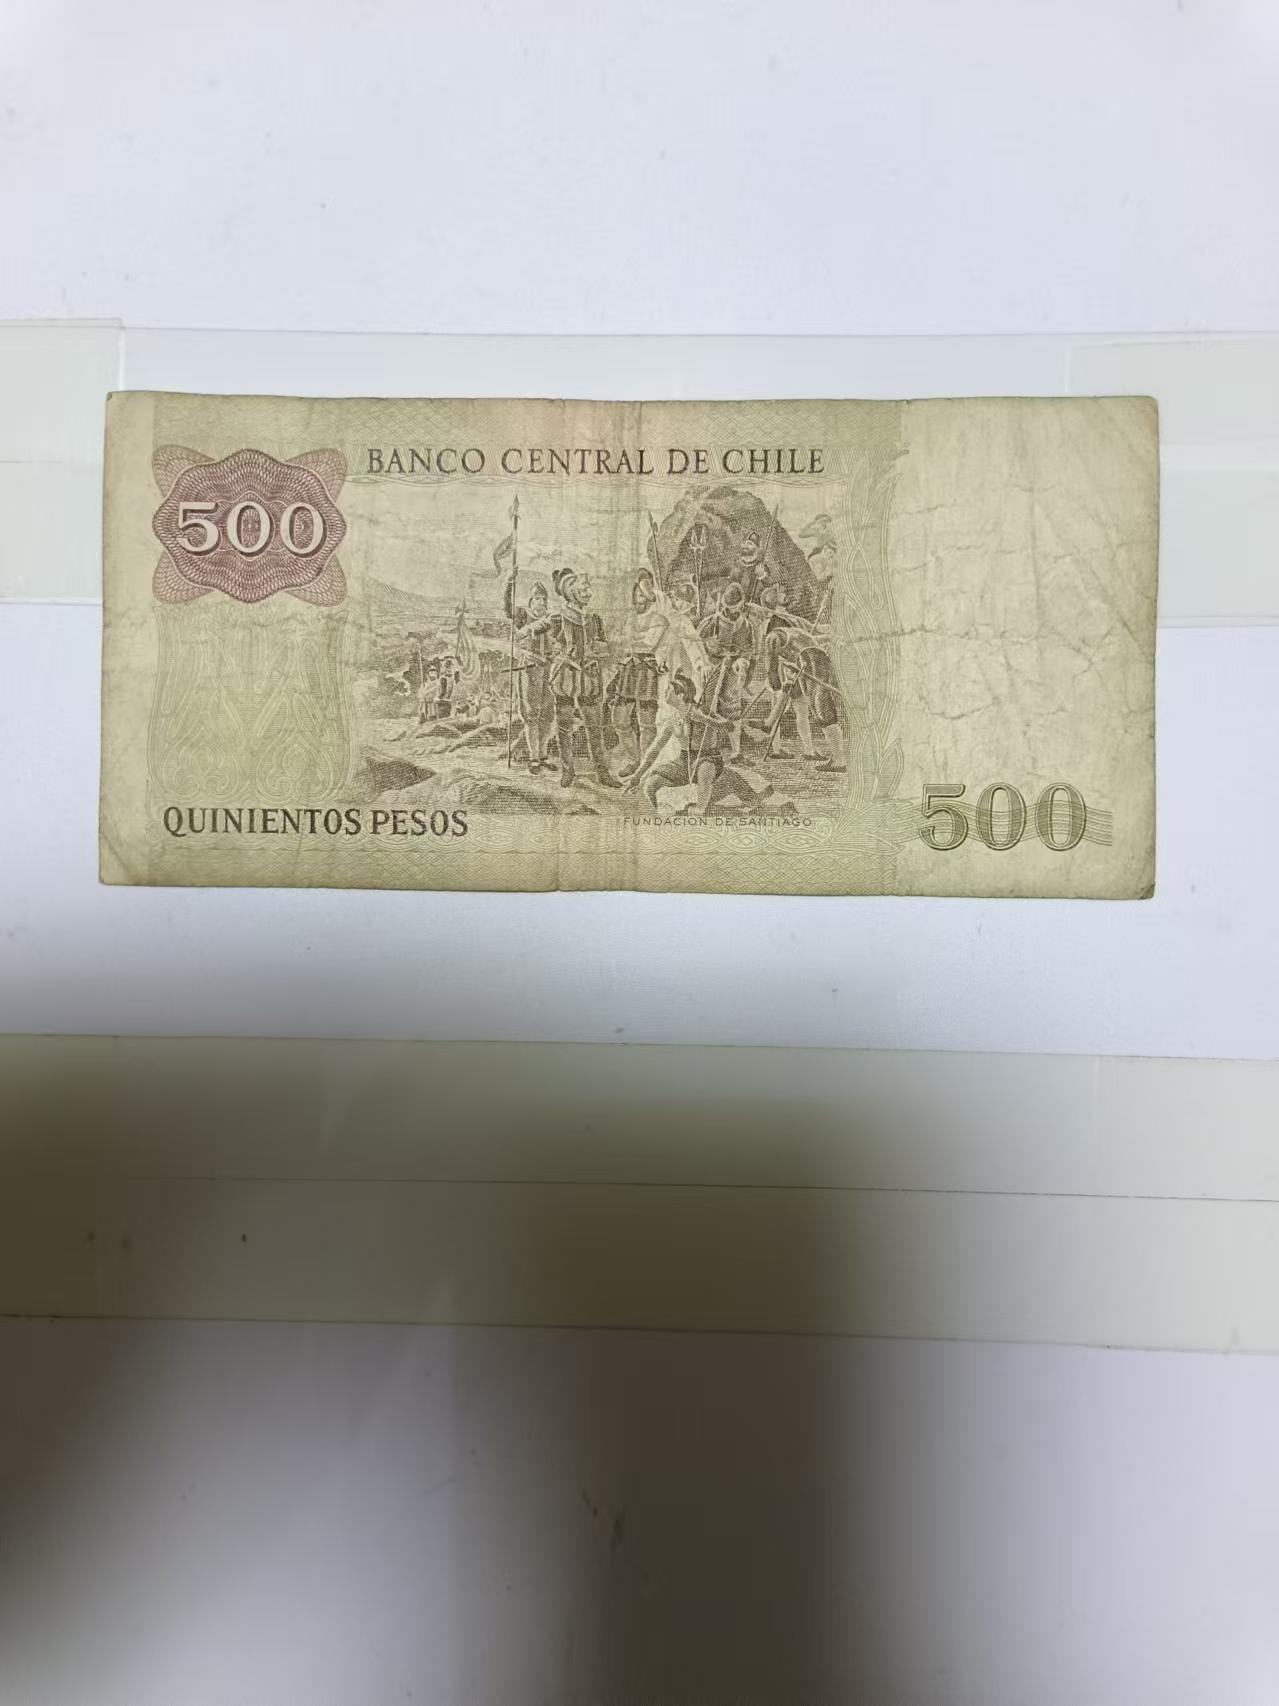 BANCO CENTRAL DE CHILE
500
QUINIENTOS PESOS
FUNDACION DE SANTIAGO
500